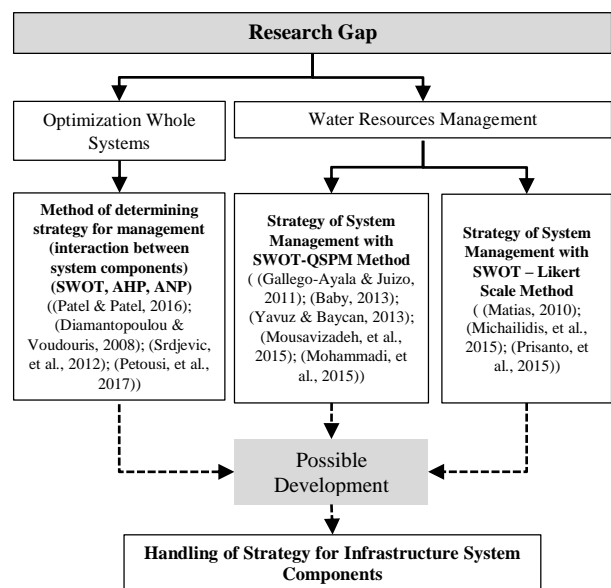 Research Gap
Optimization Whole
Systems
Water Resources Management
Method of determining
strategy for management
(interaction between
system components)
(SWOT, AHP, ANP)
((Patel & Patel, 2016);
(Diamantopoulou &
Voudouris, 2008); (Srdjevic,
et al., 2012); (Petousi, et al.,
2017))
Strategy of System
Management with
SWOT-QSPM Method
( (Gallego-Ayala & Juizo,
2011); (Baby, 2013);
(Yavuz & Baycan, 2013);
(Mousavizadeh, et al.,
2015); (Mohammadi, et
al., 2015))
Strategy of System
Management with
SWOT – Likert
Scale Method
( (Matias, 2010);
(Michailidis, et al.,
2015); (Prisanto, et
al., 2015))
Possible
Development
Handling of Strategy for Infrastructure System
Components